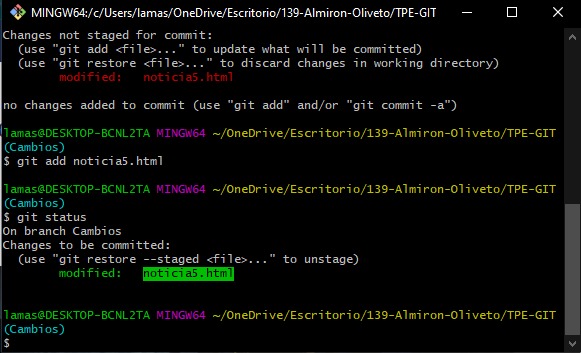 MINGW64:/c/Users/lamas/OneDrive/Escritorio/139-Almiron-Oliveto/TPE-GIT
Changes not staged for commit:
  (use "git add <file>..." to update what will be committed)
  (use "git restore <file>..." to discard changes in working directory)
        modified:   noticia5.html
no changes added to commit (use "git add" and/or "git commit -a")
lamas@DESKTOP-BCNL2TA MINGW64 ~/OneDrive/Escritorio/139-Almiron-Oliveto/TPE-GIT
(Cambios)
$ git add noticia5.html
lamas@DESKTOP-BCNL2TA MINGW64 ~/OneDrive/Escritorio/139-Almiron-Oliveto/TPE-GIT
(Cambios)
$ git status
On branch Cambios
Changes to be committed:
  (use "git restore --staged <file>..." to unstage)
        modified:   noticia5.html
lamas@DESKTOP-BCNL2TA MINGW64 ~/OneDrive/Escritorio/139-Almiron-Oliveto/TPE-GIT
(Cambios)
$